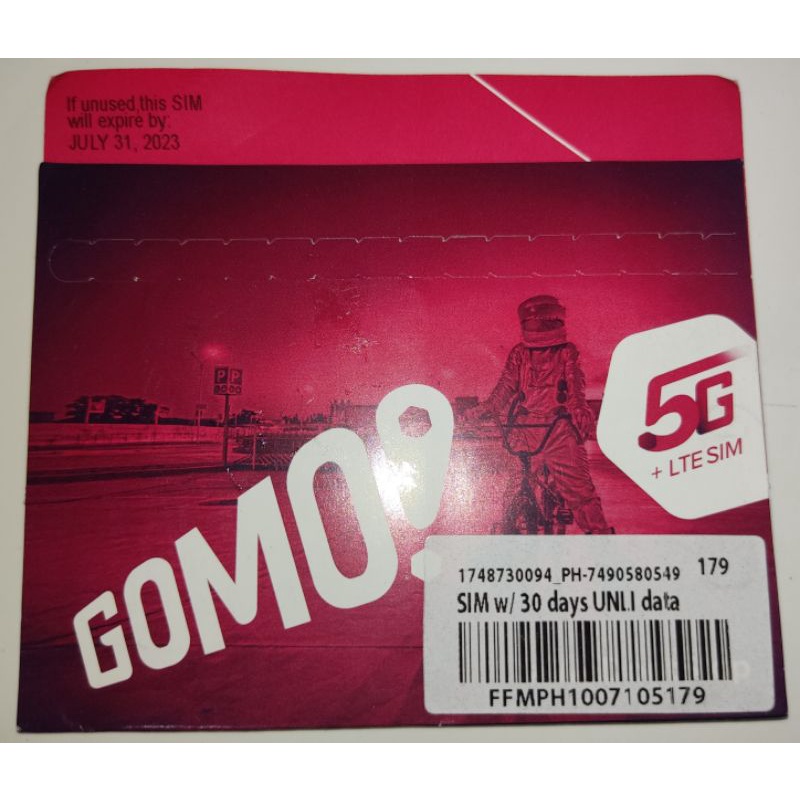 If unused,this SIM
will expire by:
JULY 31, 2023
P P
GOMO!
5G
+ LTE SIM
1748730094_PH-7490580549 179
SIM w/ 30 days UNLI data
FFMPH1007105179